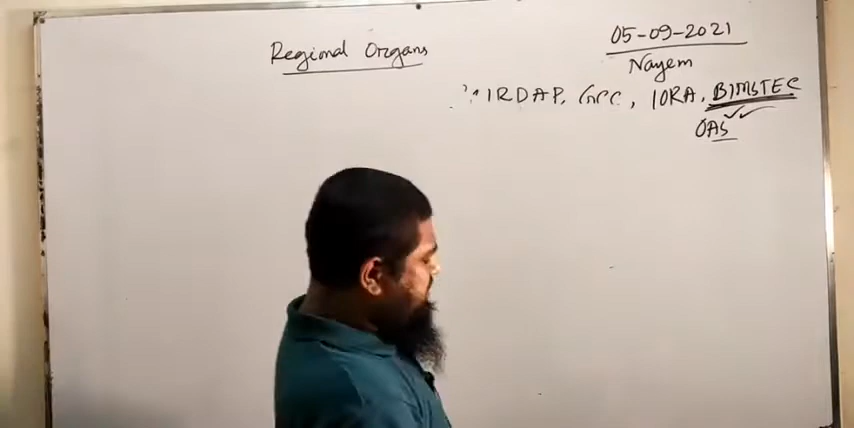 Regional Organs
05-09-2021
Nayem
IRDAP, GCC, IORA, BIMSTEC
OAS